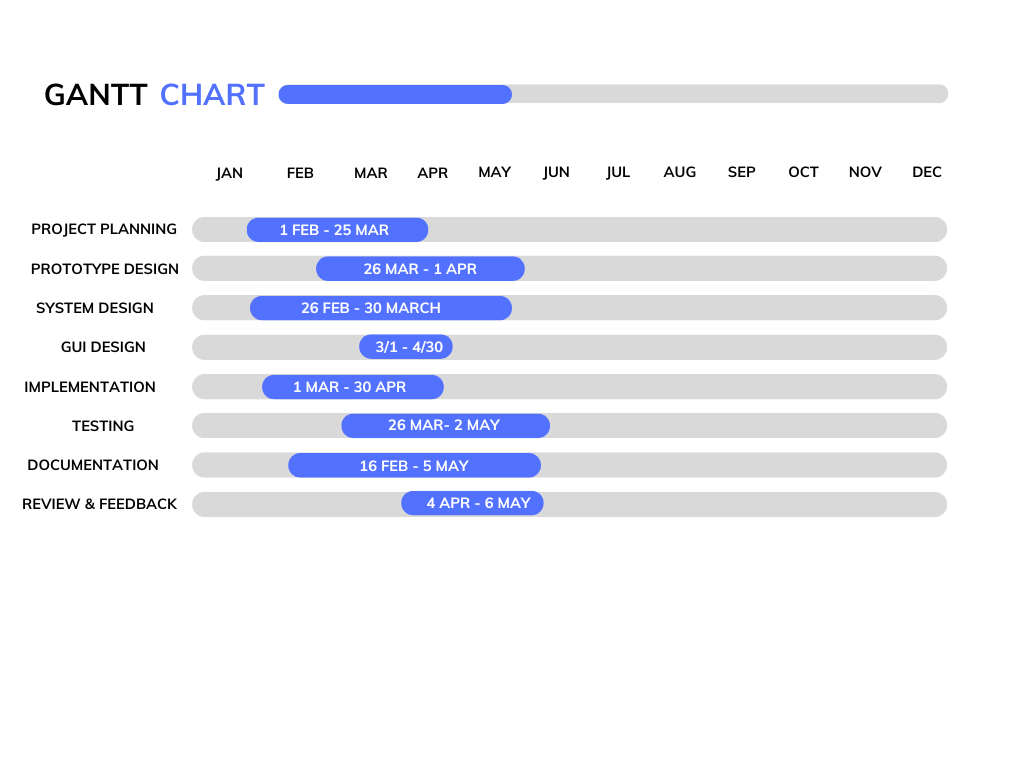 GANTT CHART
JAN FEB MAR APR MAY JUN JUL AUG SEP OCT NOV DEC
PROJECT PLANNING 1 FEB - 25 MAR
PROTOTYPE DESIGN 26 MAR - 1 APR
SYSTEM DESIGN 26 FEB - 30 MARCH
GUI DESIGN 3/1 - 4/30
IMPLEMENTATION 1 MAR - 30 APR
TESTING 26 MAR- 2 MAY
DOCUMENTATION 16 FEB - 5 MAY
REVIEW & FEEDBACK 4 APR - 6 MAY